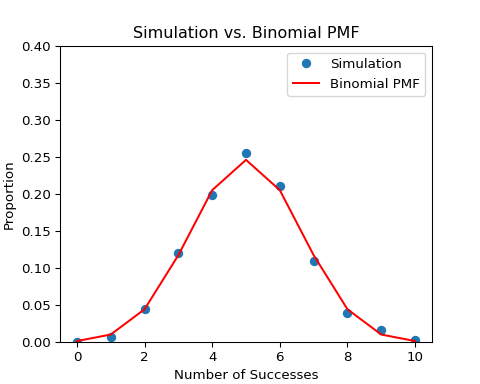 Simulation vs. Binomial PMF
0.40
0.35
0.30
0.25
0.20
0.15
0.10
0.05
0.00
Proportion
Simulation
Binomial PMF
0 2 4 6 8 10
Number of Successes